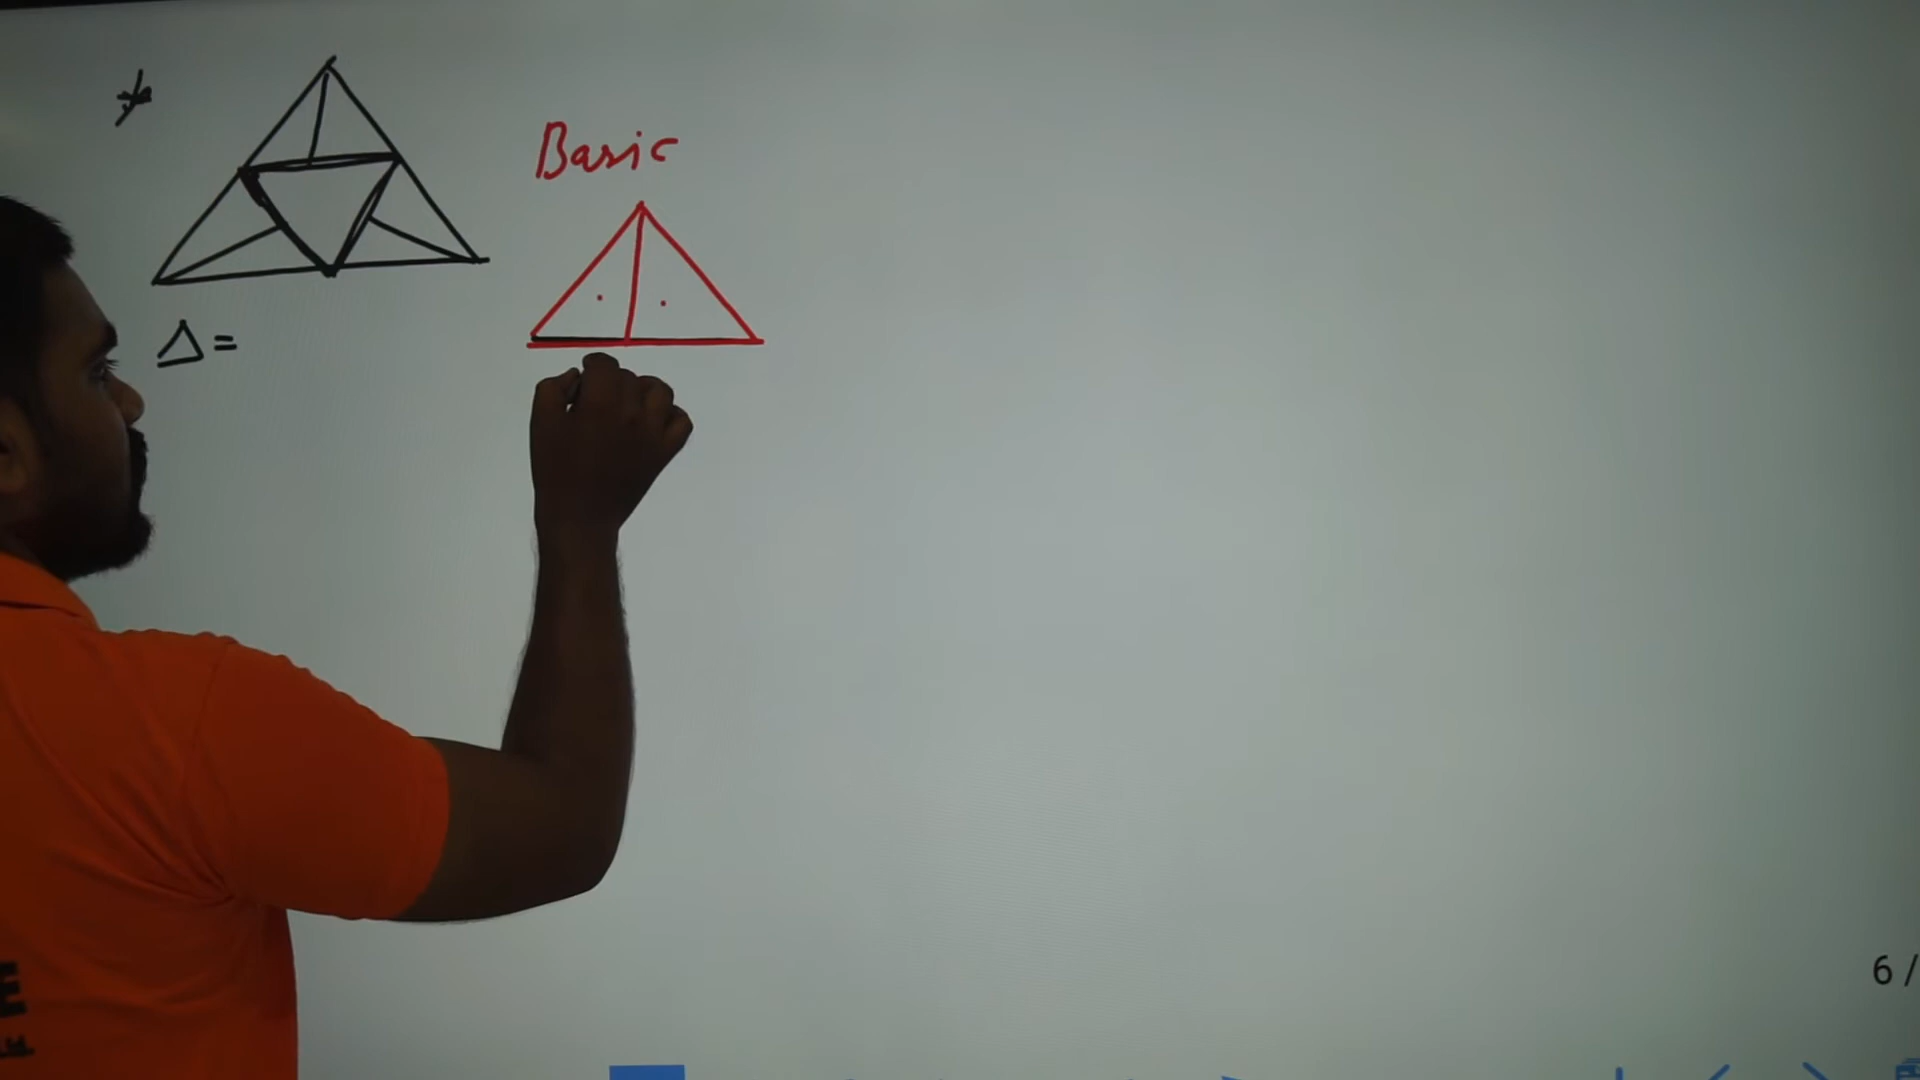 Basic
Δ =
6 /